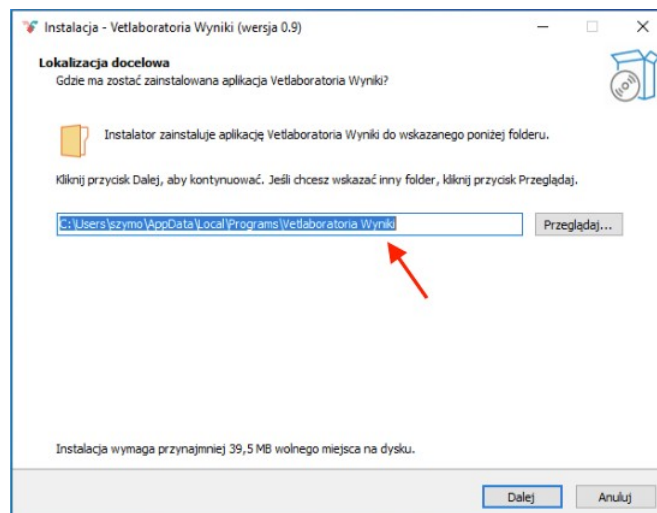 Instalacja - Vetlaboratoria Wyniki (wersja 0.9)
Lokalizacja docelowa
Gdzie ma zostać zainstalowana aplikacja Vetlaboratoria Wyniki?
Instalator zainstaluje aplikację Vetlaboratoria Wyniki do wskazanego poniżej folderu.
Kliknij przycisk Dalej, aby kontynuować. Jeśli chcesz wskazać inny folder, kliknij przycisk Przeglądaj.
C:\Users\szymo\AppData\Local\Programs\Vetlaboratoria Wyniki
Przeglądaj...
Instalacja wymaga przynajmniej 39,5 MB wolnego miejsca na dysku.
Dalej
Anuluj